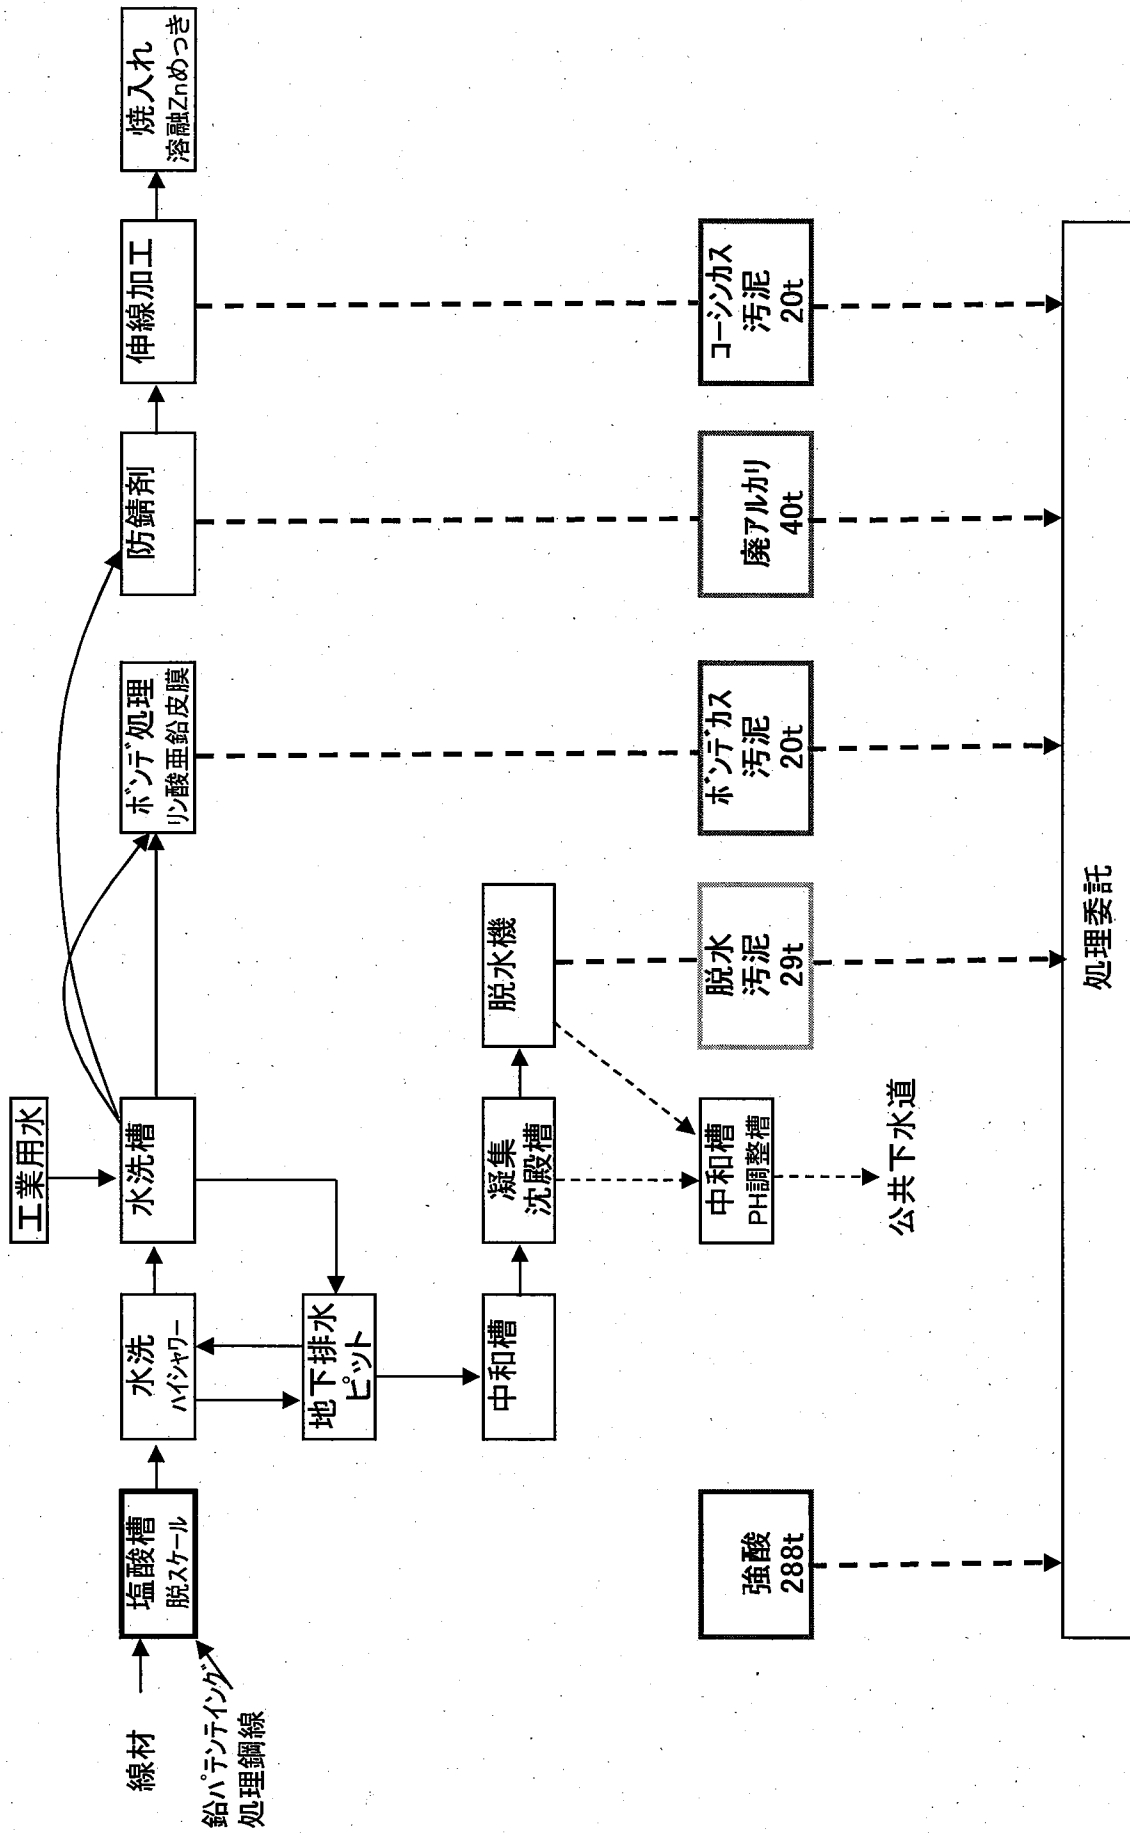 線材
鉛パテンティング
処理鋼線
塩酸槽
脱スケール
水洗
ハイシャワー
工業用水
水洗槽
ボンデ処理
リン酸亜鉛皮膜
防錆剤
伸線加工
焼入れ
溶融Znめっき
地下排水
ピット
中和槽
凝集
沈殿槽
脱水機
中和槽
PH調整槽
公共下水道
強酸
288t
脱水
汚泥
29t
ボンデカス
汚泥
20t
廃アルカリ
40t
コーシンカス
汚泥
20t
処理委託